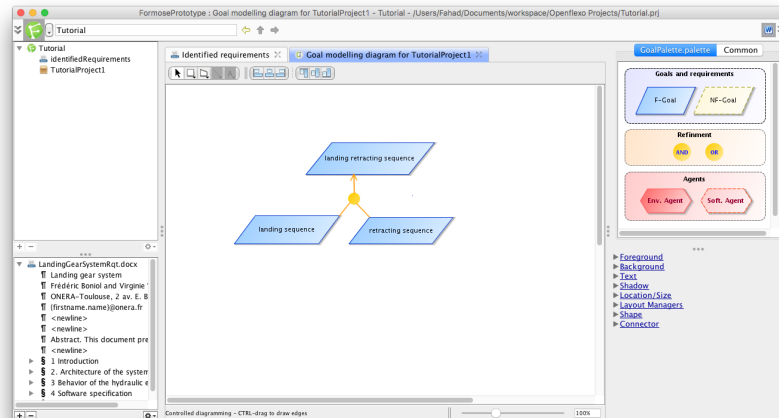 FormosePrototype : Goal modelling diagram for TutorialProject1 - Tutorial - /Users/Fahad/Documents/workspace/Openflexo Projects/Tutorial.prj
Tutorial
Tutorial
identifiedRequirements
TutorialProject1
Identified requirements
Goal modelling diagram for TutorialProject1
GoalPalette.palette
Common
Goals and requirements
F-Goal
NF-Goal
Refinment
AND
OR
Agents
Env. Agent
Soft. Agent
landing retracting sequence
landing sequence
retracting sequence
LandingGearSystemRqt.docx
Landing gear system
Frédéric Boniol and Virginie
ONERA-Toulouse, 2 av. E. B
{firstname.name}@onera.fr
<newline>
<newline>
Abstract. This document pre
<newline>
§ 1 Introduction
§ 2. Architecture of the system
§ 3 Behavior of the hydraulic e
§ 4 Software specification
Foreground
Background
Text
Shadow
Location/Size
Layout Managers
Shape
Connector
Controlled diagramming - CTRL-drag to draw edges
100%